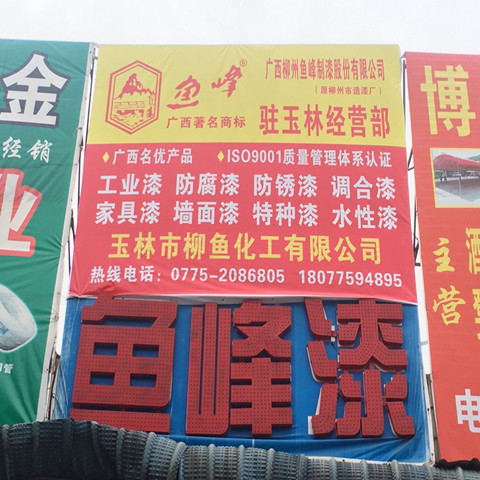 金
经销
业
鱼峰®
广西著名商标
广西柳州鱼峰制漆股份有限公司
(原柳州市造漆厂)
驻玉林经营部
◆广西名优产品 ◆ISO9001质量管理体系认证
工业漆 防腐漆 防锈漆 调合漆
家具漆 墙面漆 特种漆 水性漆
玉林市柳鱼化工有限公司
热线电话：0775-2086805 18077594895
鱼峰漆
博
主营
酒
电